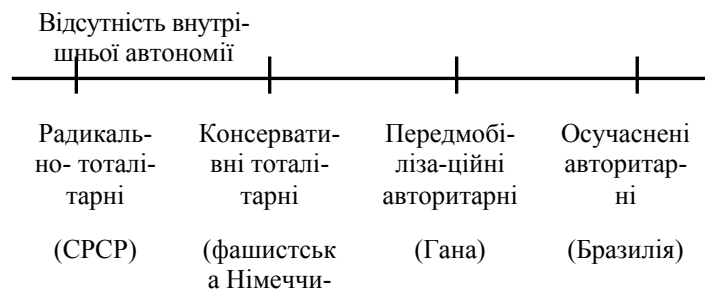 Відсутність внутрі-
шньої автономії
Радикаль-
но- тоталі-
тарні
(СРСР)
Консервати-
вні тоталі-
тарні
(фашистськ
а Німеччи-
Передмобі-
ліза-ційні
авторитарні
(Гана)
Осучаснені
авторитар-
ні
(Бразилія)